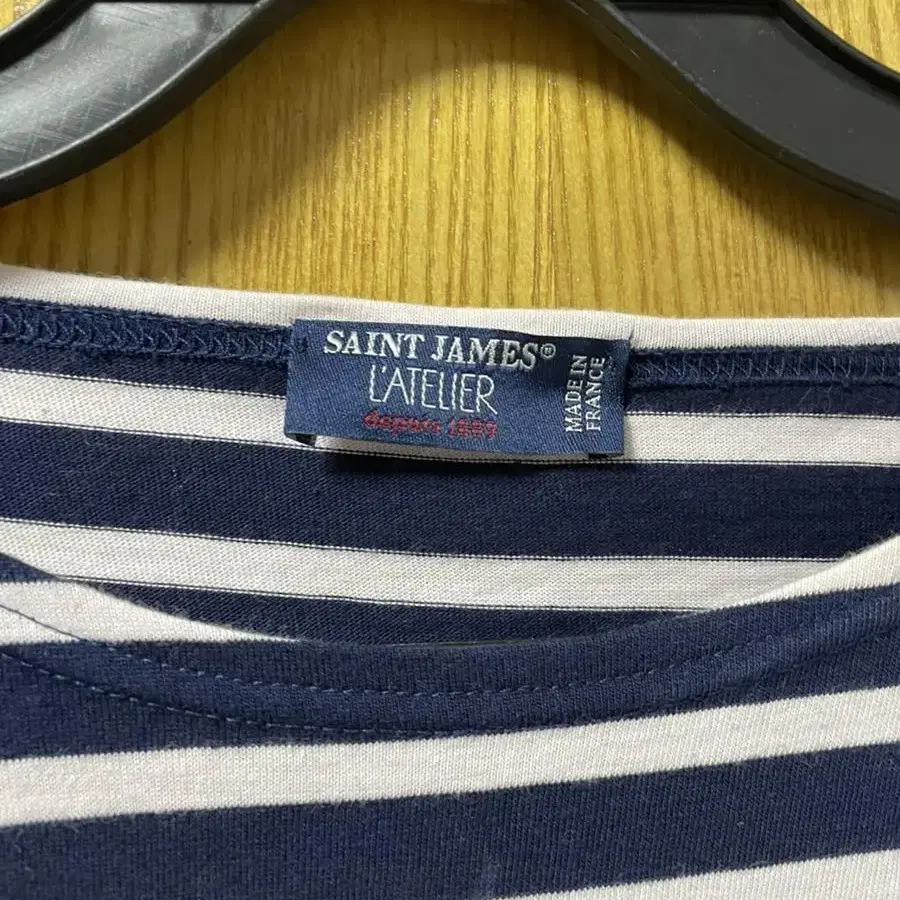 SAINT JAMES®
L'ATELIER
depuis 1889
MADE IN
FRANCE